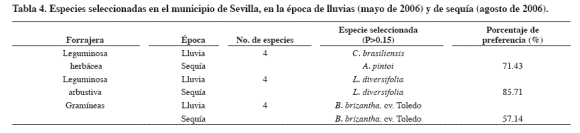 Tabla 4. Especies seleccionadas en el municipio de Sevilla, en la época de lluvias (mayo de 2006) y de sequía (agosto de 2006).
Forrajera Época No. de especies Especie seleccionada (P>0.15) Porcentaje de preferencia (%)
Leguminosa Lluvia 4 C. brasiliensis
herbácea Sequía A. pintoi 71.43
Leguminosa Lluvia 4 L. diversifolia
arbustiva Sequía L. diversifolia 85.71
Gramíneas Lluvia 4 B. brizantha. cv. Toledo
Sequía B. brizantha. cv. Toledo 57.14